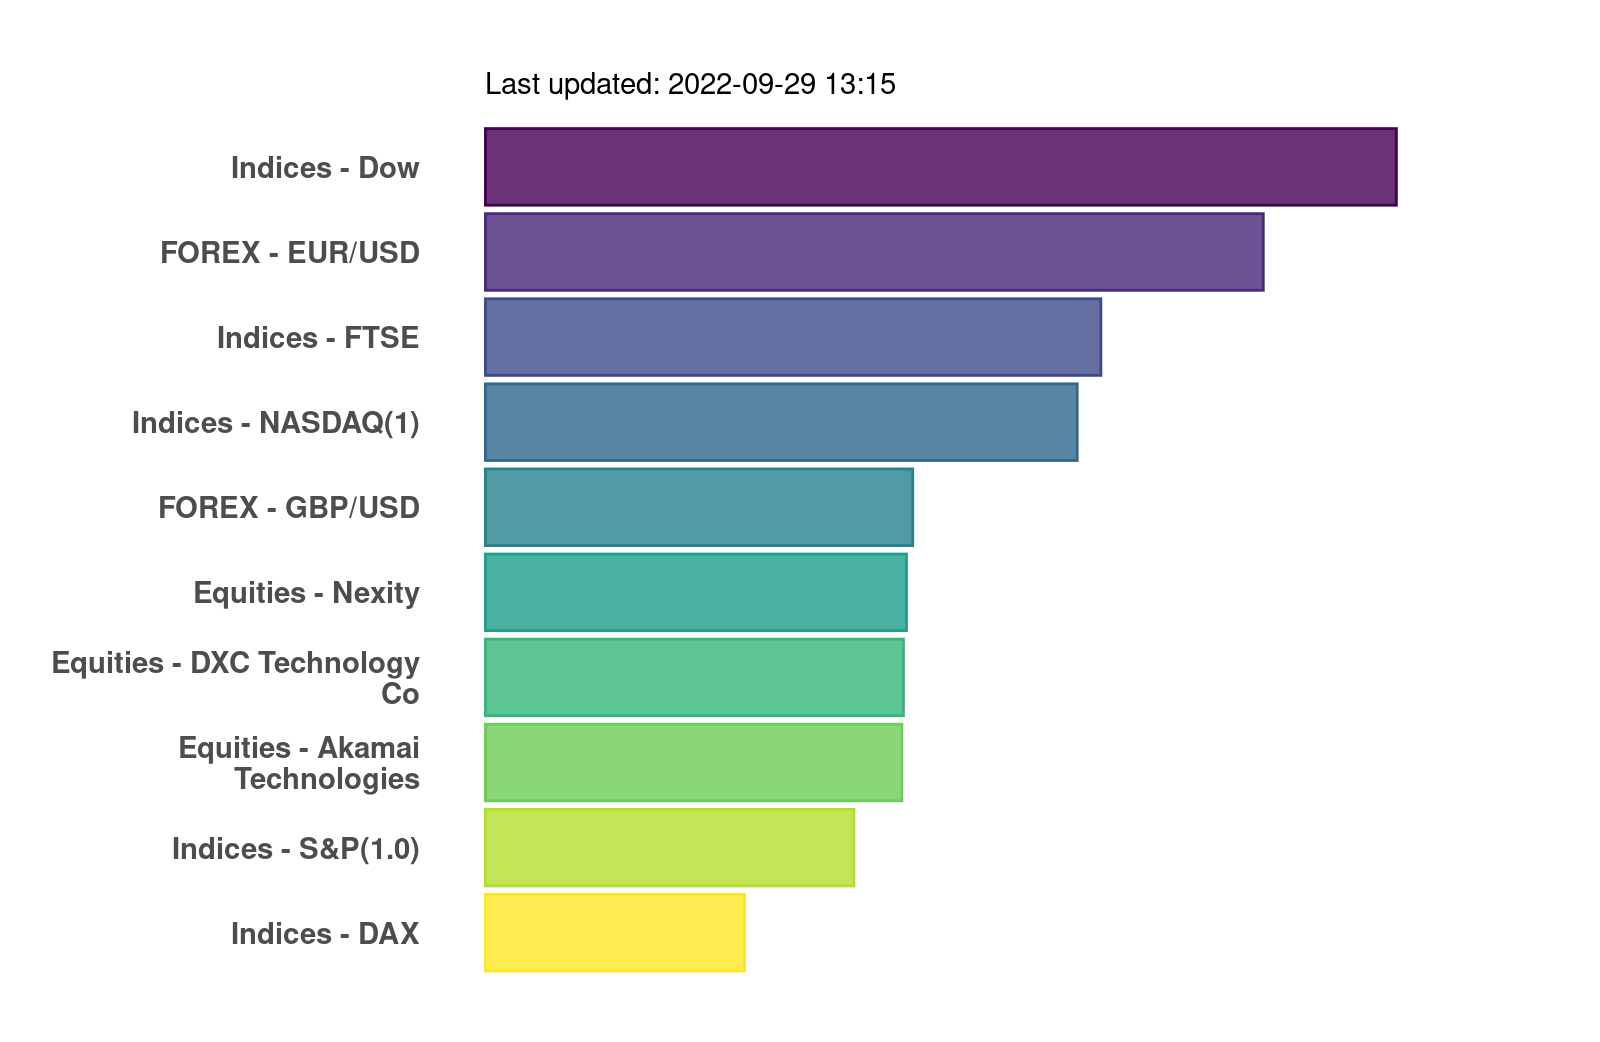 Last updated: 2022-09-29 13:15
Indices - Dow
FOREX - EUR/USD
Indices - FTSE
Indices - NASDAQ(1)
FOREX - GBP/USD
Equities - Nexity
Equities - DXC Technology
Co
Equities - Akamai
Technologies
Indices - S&P(1.0)
Indices - DAX